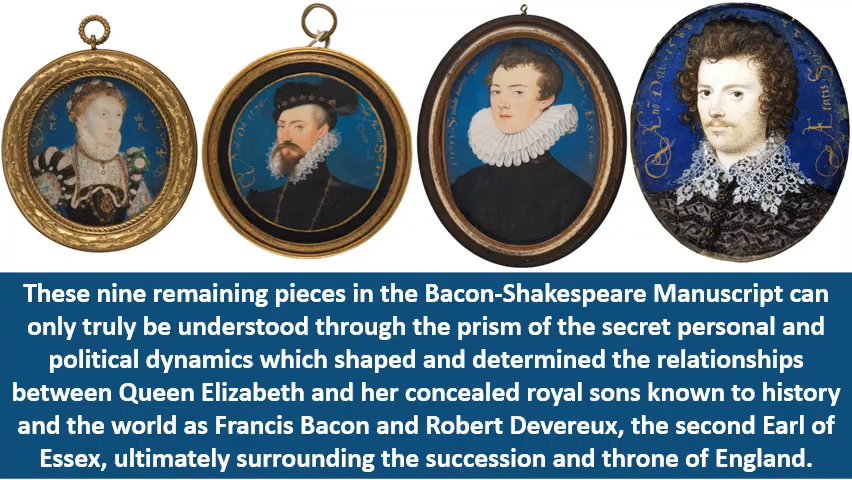 E R
These nine remaining pieces in the Bacon-Shakespeare Manuscript can
only truly be understood through the prism of the secret personal and
political dynamics which shaped and determined the relationships
between Queen Elizabeth and her concealed royal sons known to history
and the world as Francis Bacon and Robert Devereux, the second Earl of
Essex, ultimately surrounding the succession and throne of England.